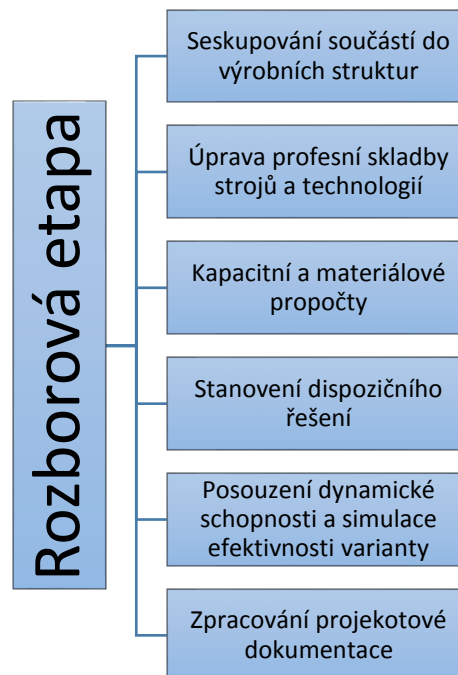 Rozborová etapa
Seskupování součástí do
výrobních struktur
Úprava profesní skladby
strojů a technologií
Kapacitní a materiálové
propočty
Stanovení dispozičního
řešení
Posouzení dynamické
schopnosti a simulace
efektivnosti varianty
Zpracování projekotové
dokumentace